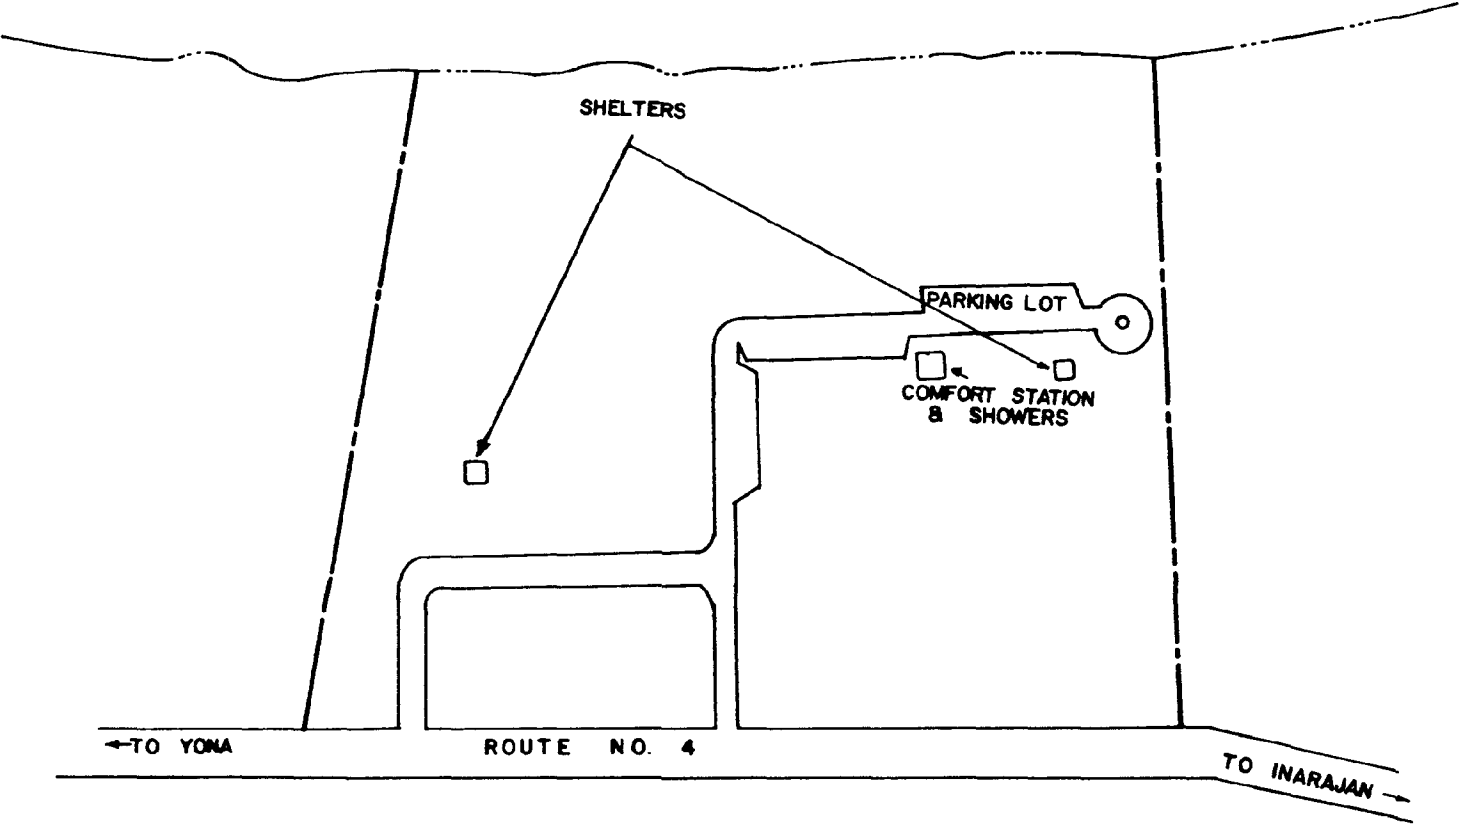 SHELTERS
PARKING LOT
COMFORT STATION
& SHOWERS
TO YONA
ROUTE NO. 4
TO INARAJAN